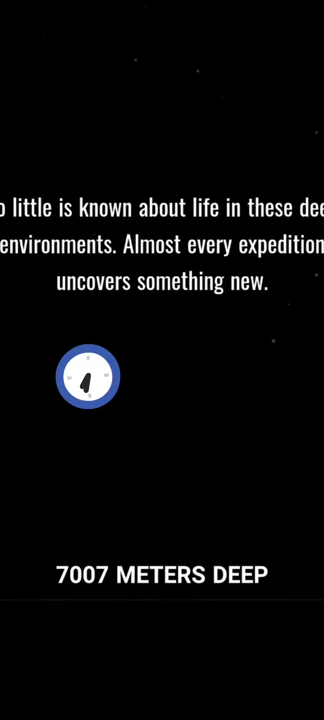 little is known about life in these
environments. Almost every expedition
uncovers something new.
7007 METERS DEEP